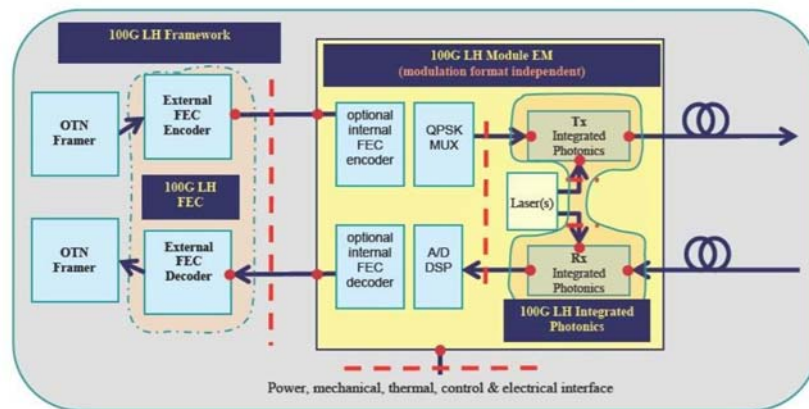 100G LH Framework
100G LH Module EM
(modulation format independent)
OTN
Framer
External
FEC
Encoder
optional
internal
FEC
encoder
QPSK
MUX
Tx
Integrated
Photonics
100G LH
FEC
Laser(s)
OTN
Framer
External
FEC
Decoder
optional
internal
FEC
decoder
A/D
DSP
Rx
Integrated
Photonics
100G LH Integrated
Photonics
Power, mechanical, thermal, control & electrical interface